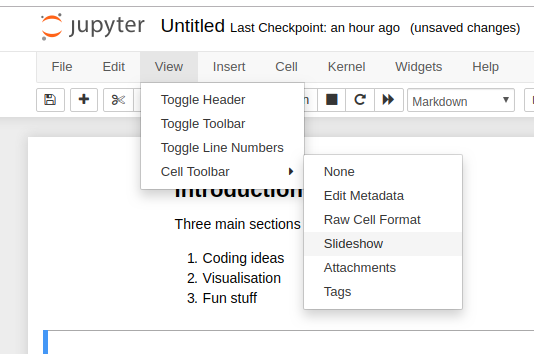 jupyter Untitled Last Checkpoint: an hour ago (unsaved changes)
File Edit View Insert Cell Kernel Widgets Help
Markdown
Toggle Header
Toggle Toolbar
Toggle Line Numbers
Cell Toolbar
None
Edit Metadata
Raw Cell Format
Slideshow
Attachments
Tags
Introduction
Three main sections
1. Coding ideas
2. Visualisation
3. Fun stuff